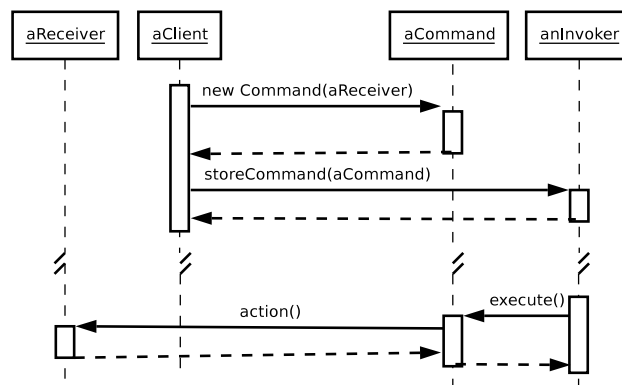 aReceiver
aClient
aCommand
anInvoker
new Command(aReceiver)
storeCommand(aCommand)
execute()
action()